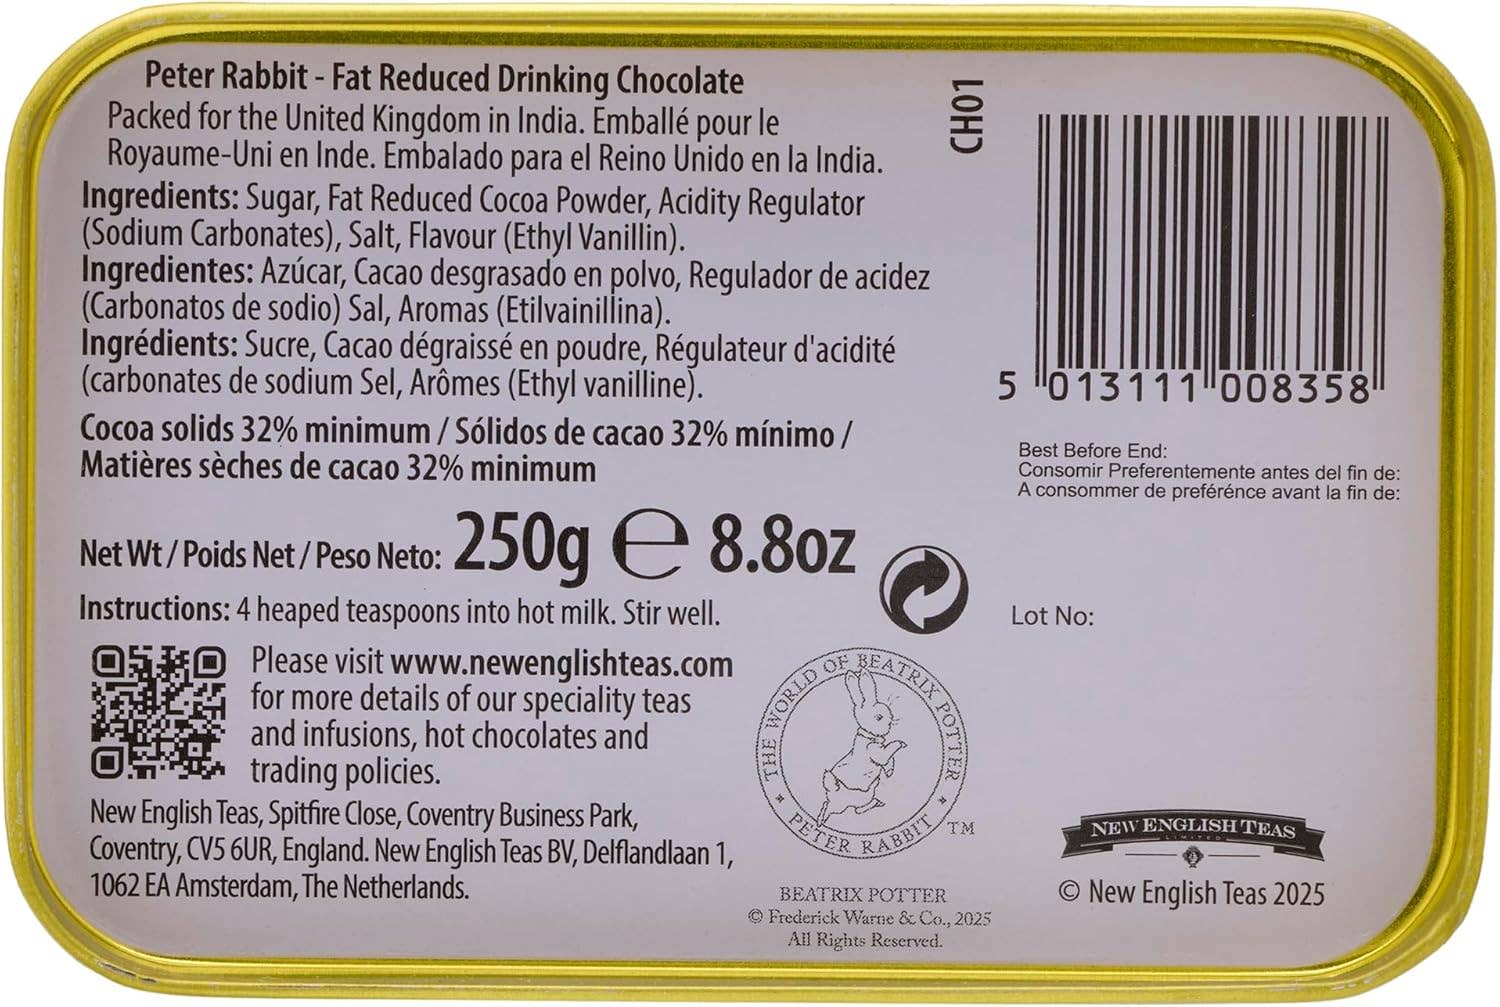 Peter Rabbit - Fat Reduced Drinking Chocolate
Packed for the United Kingdom in India. Emballé pour le
Royaume-Uni en Inde. Embalado para el Reino Unido en la India.
Ingredients: Sugar, Fat Reduced Cocoa Powder, Acidity Regulator
(Sodium Carbonates), Salt, Flavour (Ethyl Vanillin).
Ingredientes: Azúcar, Cacao desgrasado en polvo, Regulador de acidez
(Carbonatos de sodio) Sal, Aromas (Etilvainillina).
Ingrédients: Sucre, Cacao dégraissé en poudre, Régulateur d'acidité
(carbonates de sodium Sel, Arômes (Ethyl vanilline).
Cocoa solids 32% minimum / Sólidos de cacao 32% mínimo /
Matières sèches de cacao 32% minimum
Net Wt / Poids Net / Peso Neto: 250g ℮ 8.8oz
Instructions: 4 heaped teaspoons into hot milk. Stir well.
Please visit www.newenglishteas.com
for more details of our speciality teas
and infusions, hot chocolates and
trading policies.
New English Teas, Spitfire Close, Coventry Business Park,
Coventry, CV5 6UR, England. New English Teas BV, Delflandlaan 1,
1062 EA Amsterdam, The Netherlands.
CH01
5 013111 008358
Best Before End:
Consomir Preferentemente antes del fin de:
A consommer de preférénce avant la fin de:
Lot No:
THE WORLD OF BEATRIX POTTER
PETER RABBIT TM
BEATRIX POTTER
© Frederick Warne & Co., 2025
All Rights Reserved.
NEW ENGLISH TEAS
LIMITED
© New English Teas 2025